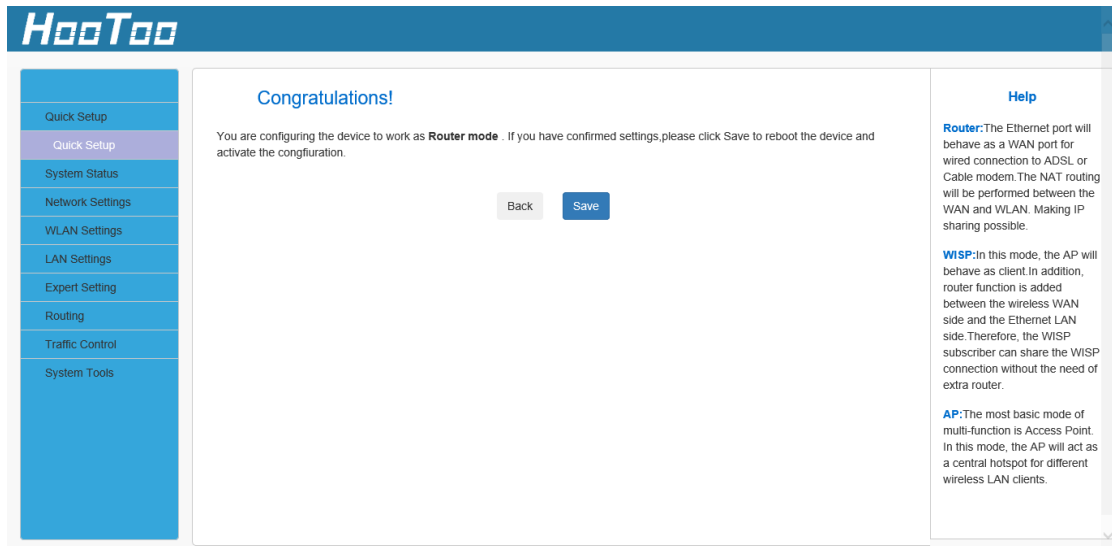 HooToo
Quick Setup
Quick Setup
System Status
Network Settings
WLAN Settings
LAN Settings
Expert Setting
Routing
Traffic Control
System Tools
Congratulations!
You are configuring the device to work as Router mode . If you have confirmed settings,please click Save to reboot the device and
activate the congfiuration.
Back
Save
Help
Router:The Ethernet port will
behave as a WAN port for
wired connection to ADSL or
Cable modem.The NAT routing
will be performed between the
WAN and WLAN. Making IP
sharing possible.
WISP:In this mode, the AP will
behave as client.In addition,
router function is added
between the wireless WAN
side and the Ethernet LAN
side.Therefore, the WISP
subscriber can share the WISP
connection without the need of
extra router.
AP:The most basic mode of
multi-function is Access Point.
In this mode, the AP will act as
a central hotspot for different
wireless LAN clients.